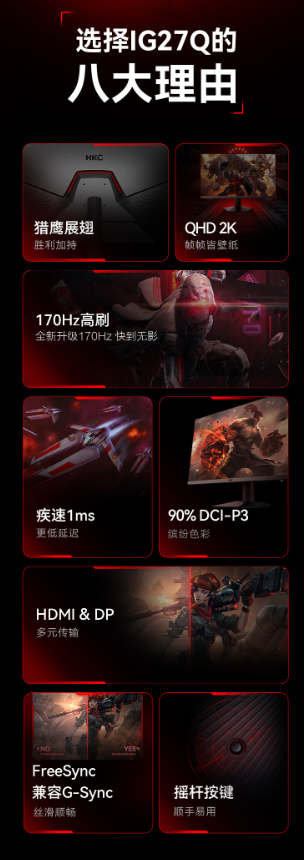 选择IG27Q的
八大理由
HKC
猎鹰展翅
胜利加持
QHD 2K
帧帧皆壁纸
170Hz高刷
全新升级170Hz 快到无影
疾速1ms
更低延迟
90% DCI-P3
缤纷色彩
HDMI & DP
多元传输
NO
YES
FreeSync
兼容G-Sync
丝滑顺畅
摇杆按键
顺手易用